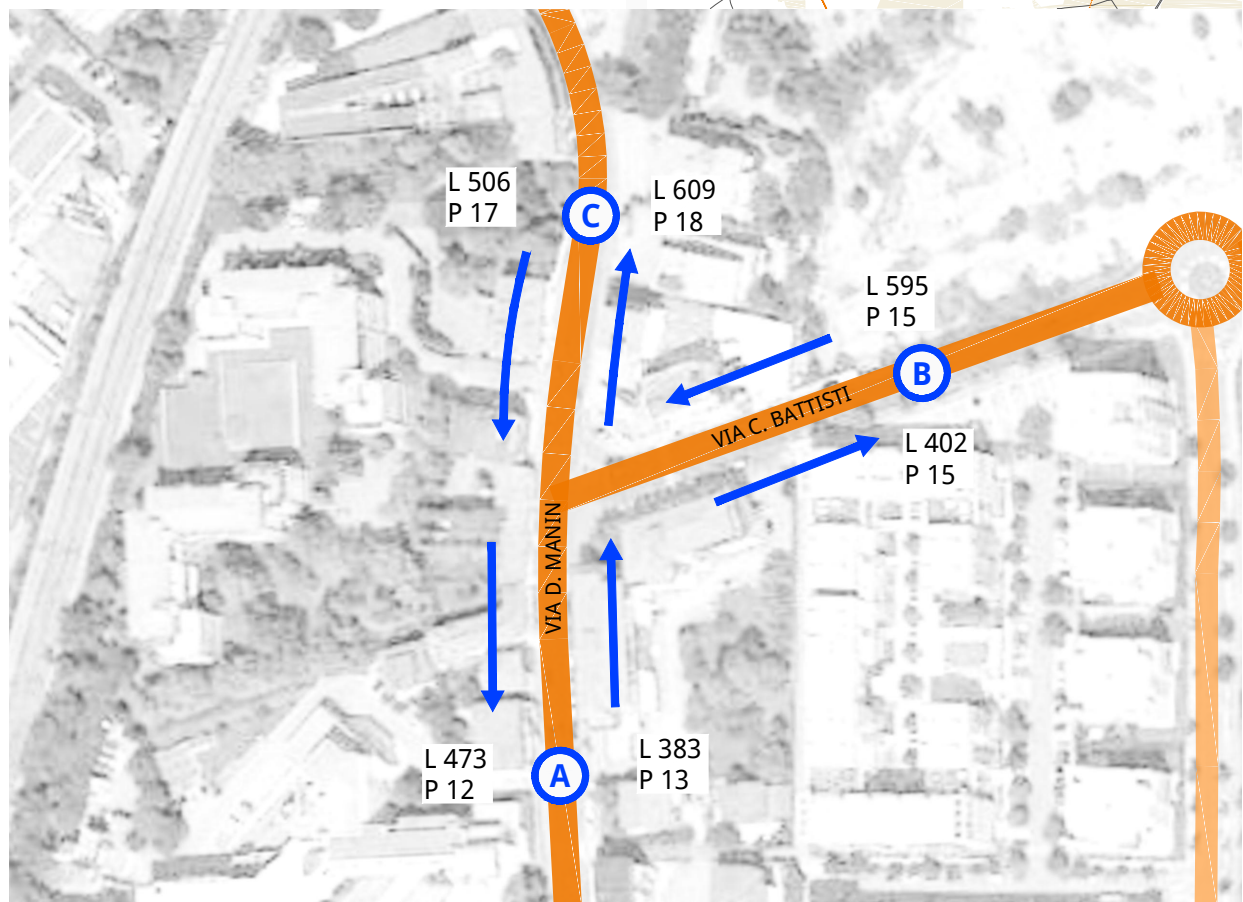 L 506
P 17
C
L 609
P 18
L 595
P 15
B
VIA C. BATTISTI
L 402
P 15
VIA D. MANIN
L 473
P 12
A
L 383
P 13